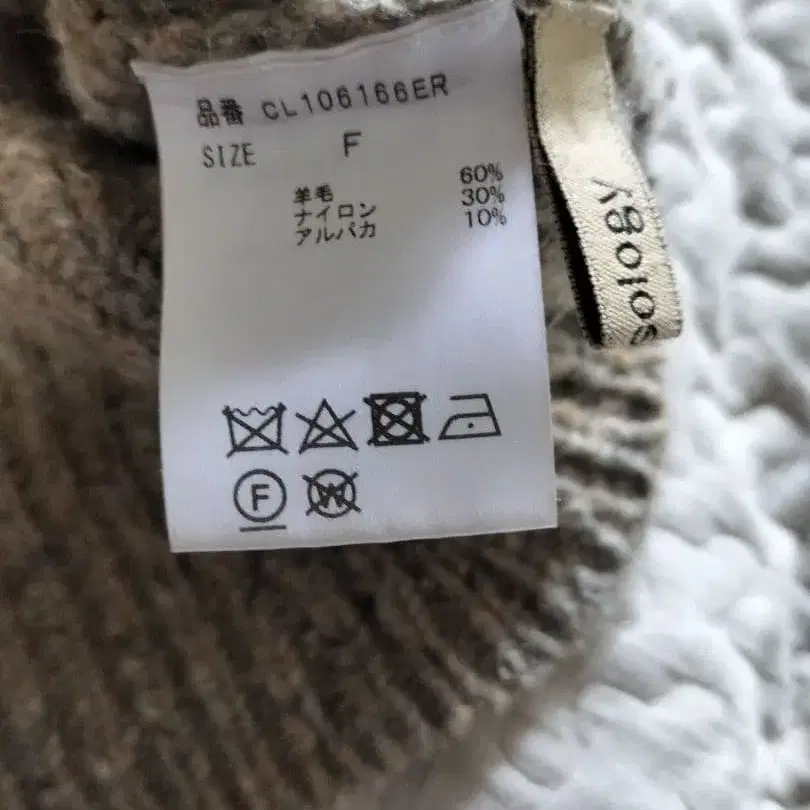 品番 CL106166ER
SIZE F
羊毛 60%
ナイロン 30%
アルパカ 10%
F
W
sology